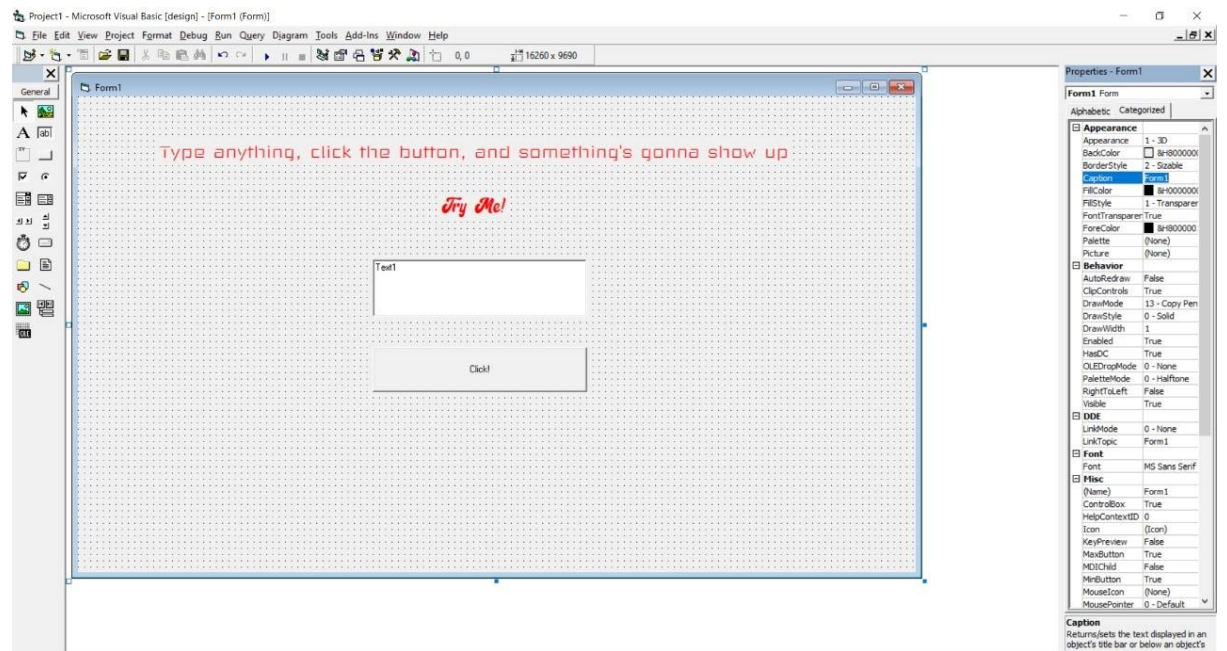 Project1 - Microsoft Visual Basic [design] - [Form1 (Form)]
File Edit View Project Format Debug Run Query Diagram Tools Add-Ins Window Help
0, 0 16260 x 9690
General
A ab|
OLE
Form1
Type anything, click the button, and something's gonna show up
Try Me!
Text1
Click!
Properties - Form1
Form1 Form
Alphabetic Categorized
Appearance
Appearance 1 - 3D
BackColor &H8000000
BorderStyle 2 - Sizable
Caption Form1
FillColor &H0000000
FillStyle 1 - Transparer
FontTransparer True
ForeColor &H800000
Palette (None)
Picture (None)
Behavior
AutoRedraw False
ClipControls True
DrawMode 13 - Copy Pen
DrawStyle 0 - Solid
DrawWidth 1
Enabled True
HasDC True
OLEDropMode 0 - None
PaletteMode 0 - Halftone
RightToLeft False
Visible True
DDE
LinkMode 0 - None
LinkTopic Form1
Font
Font MS Sans Serif
Misc
(Name) Form1
ControlBox True
HelpContextID 0
Icon (Icon)
KeyPreview False
MaxButton True
MDIChild False
MinButton True
MouseIcon (None)
MousePointer 0 - Default
Caption
Returns/sets the text displayed in an
object's title bar or below an object's